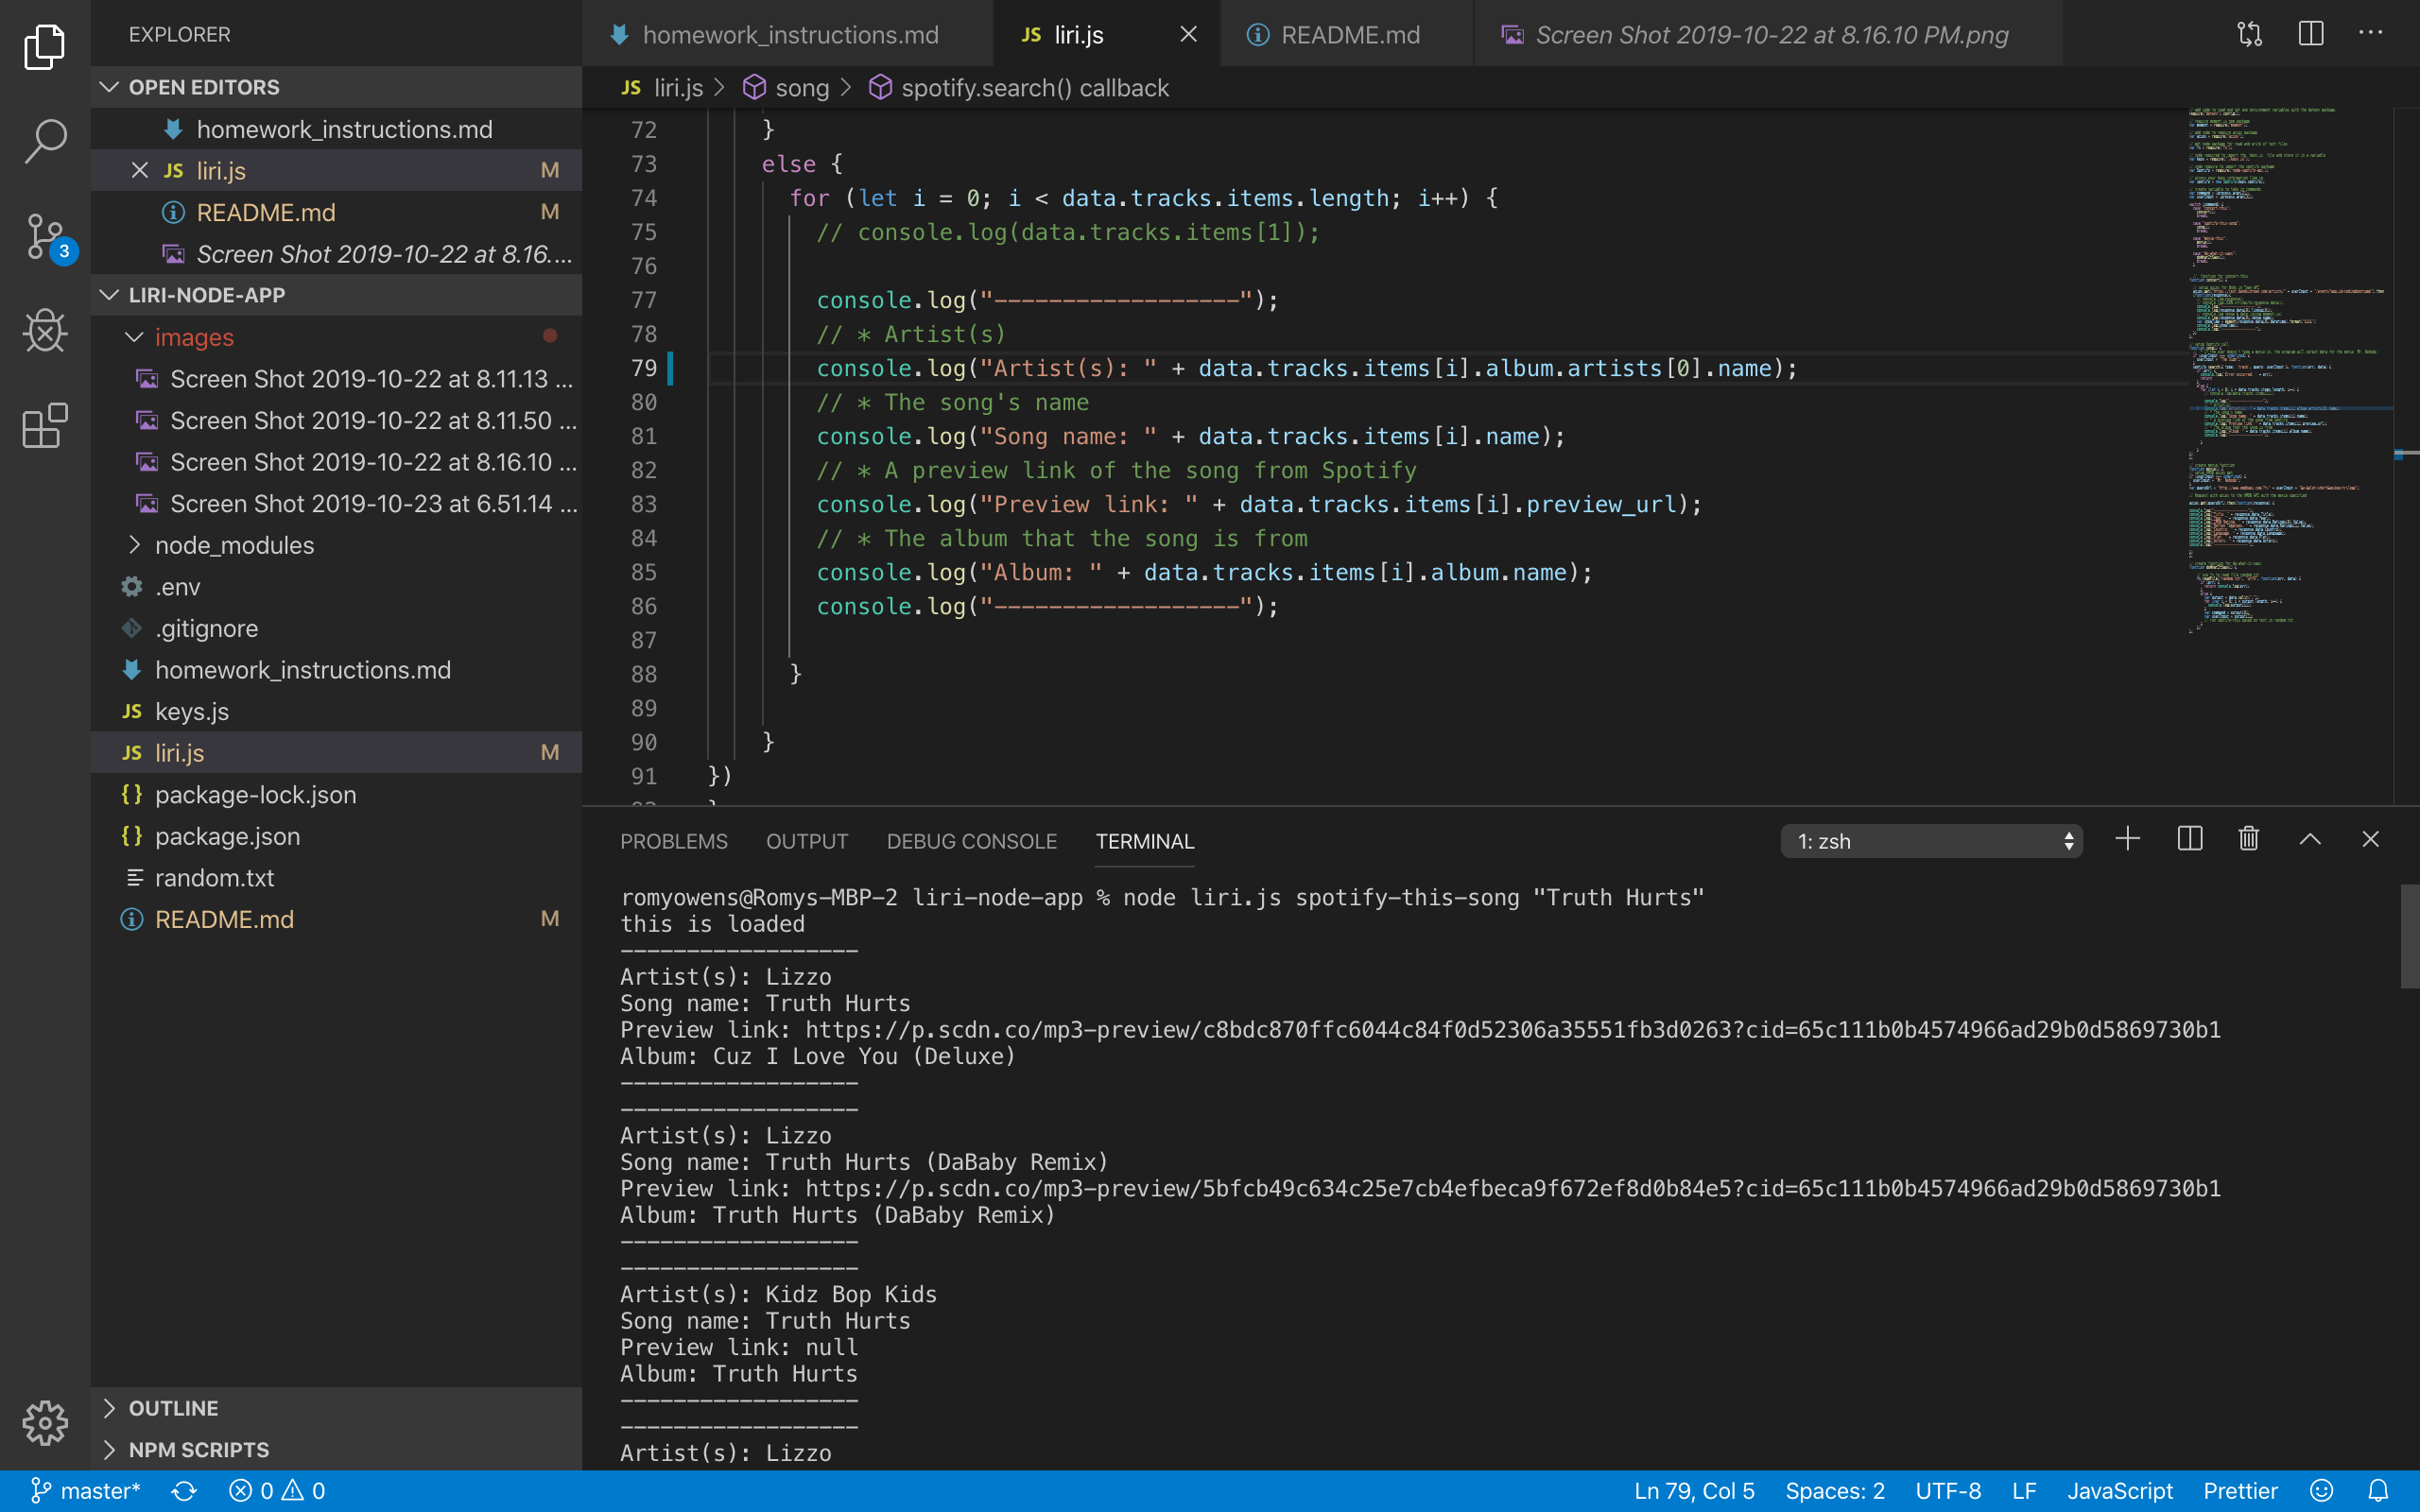 EXPLORER
OPEN EDITORS
homework_instructions.md
JS liri.js M
README.md M
Screen Shot 2019-10-22 at 8.16....
3
LIRI-NODE-APP
images
Screen Shot 2019-10-22 at 8.11.13 ...
Screen Shot 2019-10-22 at 8.11.50 ...
Screen Shot 2019-10-22 at 8.16.10 ...
Screen Shot 2019-10-23 at 6.51.14 ...
node_modules
.env
.gitignore
homework_instructions.md
JS keys.js
JS liri.js M
{} package-lock.json
{} package.json
random.txt
README.md M
OUTLINE
NPM SCRIPTS
homework_instructions.md JS liri.js README.md Screen Shot 2019-10-22 at 8.16.10 PM.png
JS liri.js > song > spotify.search() callback
72 }
73 else {
74 for (let i = 0; i < data.tracks.items.length; i++) {
75 // console.log(data.tracks.items[1]);
76
77 console.log("------------------");
78 // * Artist(s)
79 console.log("Artist(s): " + data.tracks.items[i].album.artists[0].name);
80 // * The song's name
81 console.log("Song name: " + data.tracks.items[i].name);
82 // * A preview link of the song from Spotify
83 console.log("Preview link: " + data.tracks.items[i].preview_url);
84 // * The album that the song is from
85 console.log("Album: " + data.tracks.items[i].album.name);
86 console.log("------------------");
87
88 }
89
90 }
91 })
PROBLEMS OUTPUT DEBUG CONSOLE TERMINAL 1: zsh
romyowens@Romys-MBP-2 liri-node-app % node liri.js spotify-this-song "Truth Hurts"
this is loaded
------------------
Artist(s): Lizzo
Song name: Truth Hurts
Preview link: https://p.scdn.co/mp3-preview/c8bdc870ffc6044c84f0d52306a35551fb3d0263?cid=65c111b0b4574966ad29b0d5869730b1
Album: Cuz I Love You (Deluxe)
------------------
------------------
Artist(s): Lizzo
Song name: Truth Hurts (DaBaby Remix)
Preview link: https://p.scdn.co/mp3-preview/5bfcb49c634c25e7cb4efbeca9f672ef8d0b84e5?cid=65c111b0b4574966ad29b0d5869730b1
Album: Truth Hurts (DaBaby Remix)
------------------
------------------
Artist(s): Kidz Bop Kids
Song name: Truth Hurts
Preview link: null
Album: Truth Hurts
------------------
------------------
Artist(s): Lizzo
master* 0 0 Ln 79, Col 5 Spaces: 2 UTF-8 LF JavaScript Prettier